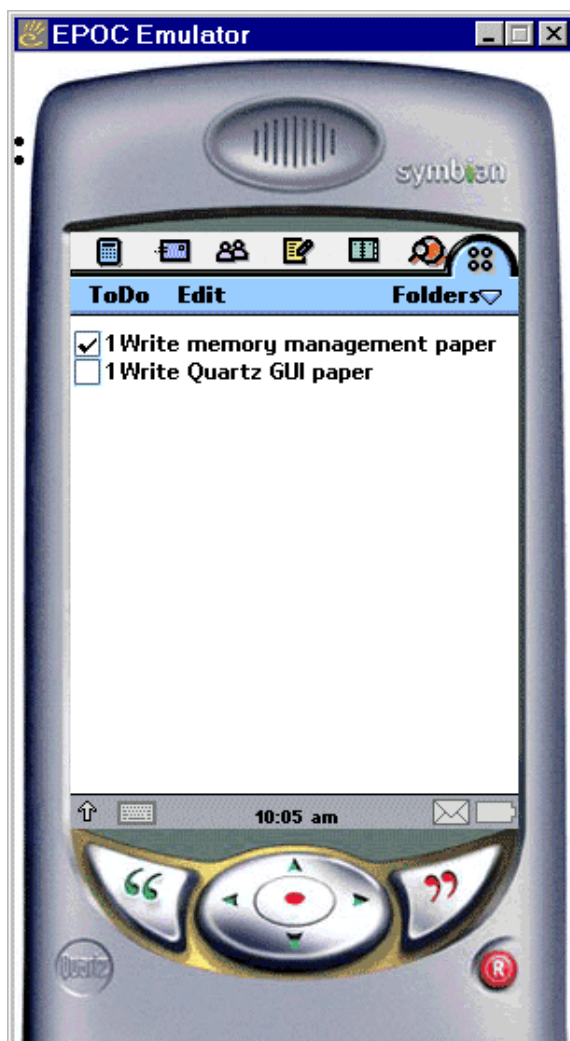 EPOC Emulator
symbian
ToDo Edit Folders
1 Write memory management paper
1 Write Quartz GUI paper
10:05 am
Quartz
R